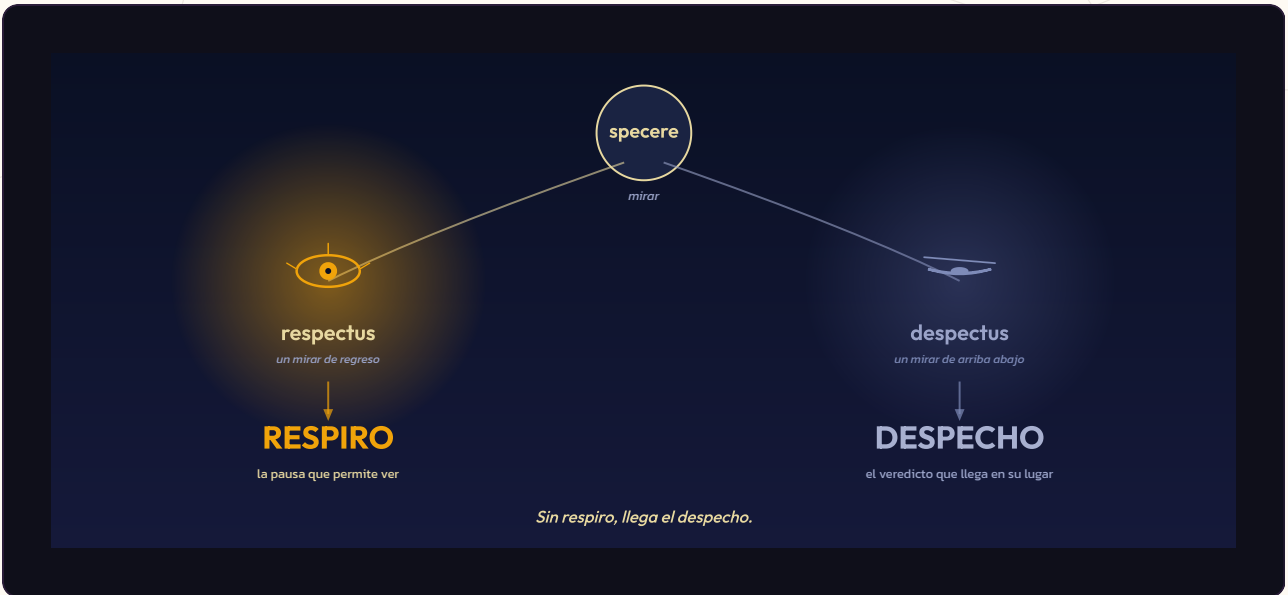 specere
mirar
respectus
un mirar de regreso
RESPIRO
la pausa que permite ver
despectus
un mirar de arriba abajo
DESPECHO
el veredicto que llega en su lugar
Sin respiro, llega el despecho.